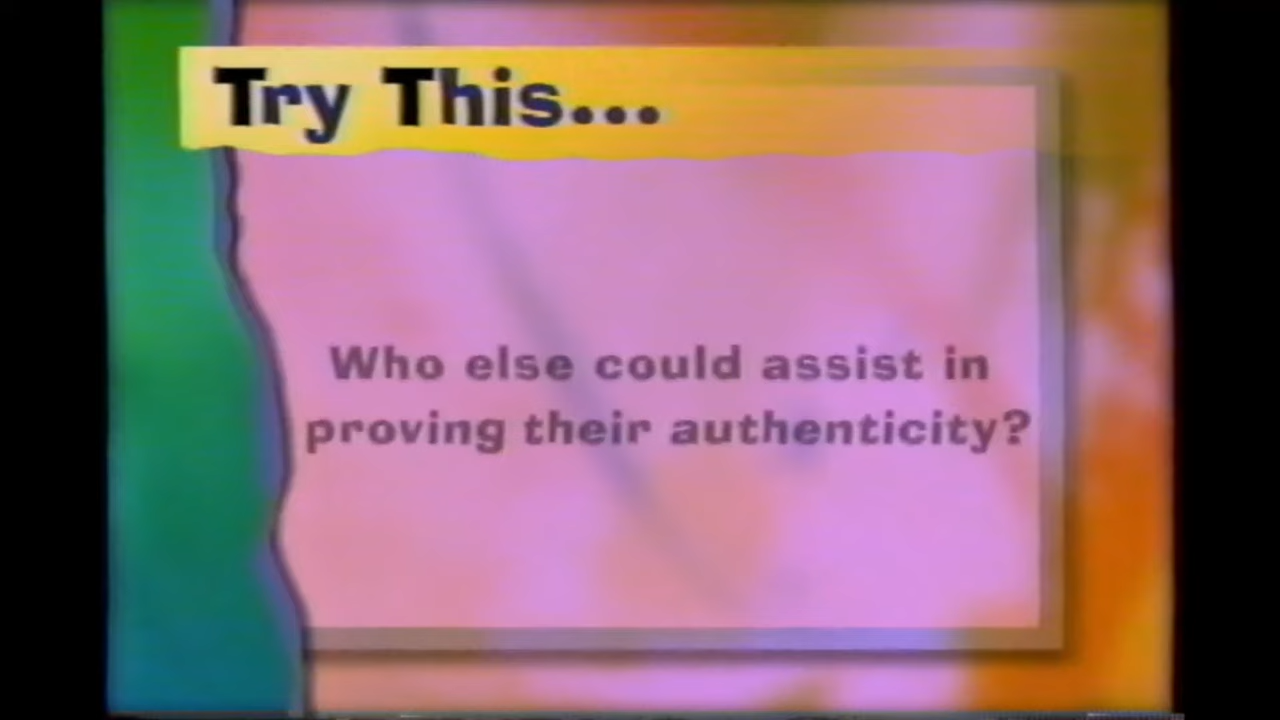 Try This...
Who else could assist in
proving their authenticity?